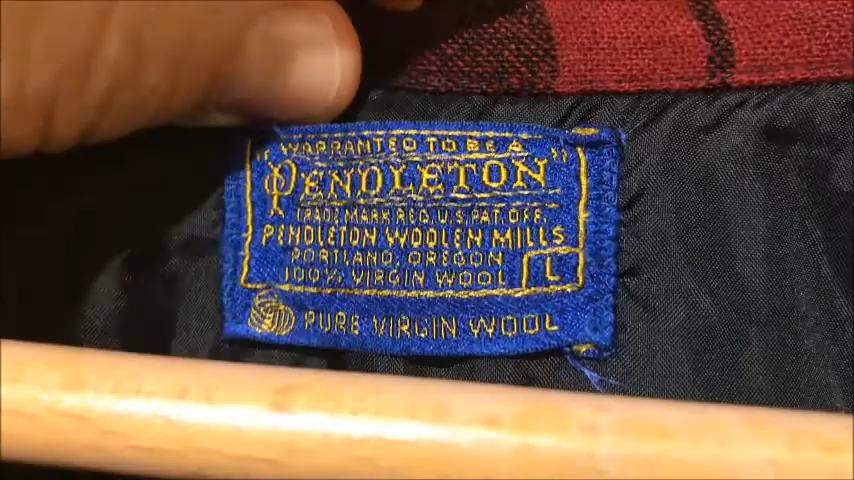 "WARRANTED TO BE A"
PENDLETON
TRADE MARK REG. U.S. PAT. OFF.
PENDLETON WOOLEN MILLS
PORTLAND, OREGON
100% VIRGIN WOOL
L
PURE VIRGIN WOOL